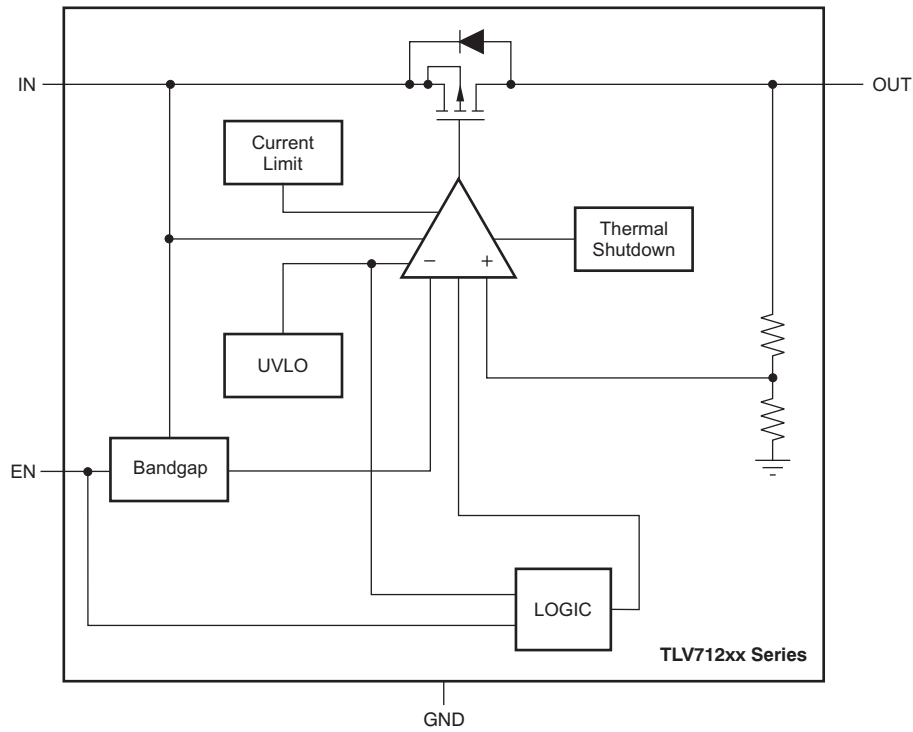 IN
OUT
Current
Limit
Thermal
Shutdown
− +
UVLO
EN
Bandgap
LOGIC
TLV712xx Series
GND